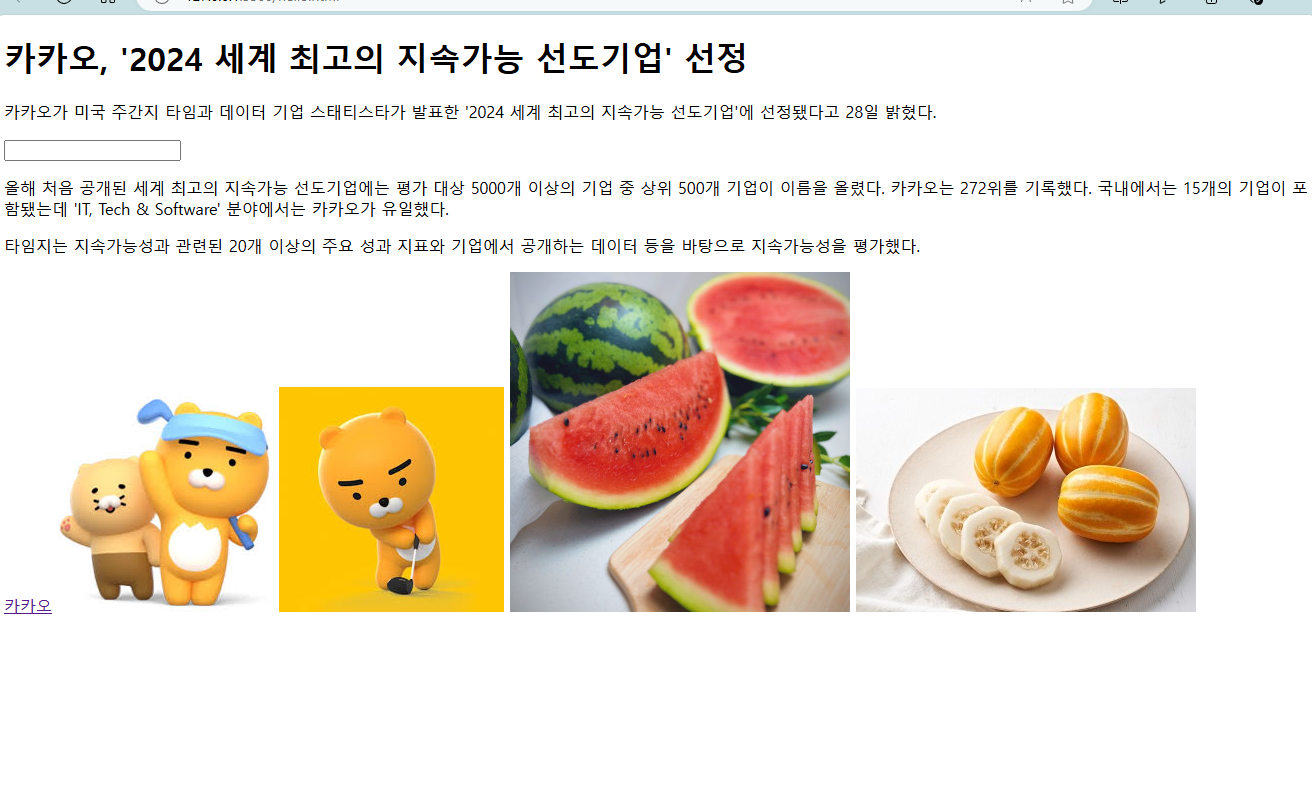 카카오, '2024 세계 최고의 지속가능 선도기업' 선정
카카오가 미국 주간지 타임과 데이터 기업 스태티스타가 발표한 '2024 세계 최고의 지속가능 선도기업'에 선정됐다고 28일 밝혔다.
올해 처음 공개된 세계 최고의 지속가능 선도기업에는 평가 대상 5000개 이상의 기업 중 상위 500개 기업이 이름을 올렸다. 카카오는 272위를 기록했다. 국내에서는 15개의 기업이 포
함됐는데 'IT, Tech & Software' 분야에서는 카카오가 유일했다.
타임지는 지속가능성과 관련된 20개 이상의 주요 성과 지표와 기업에서 공개하는 데이터 등을 바탕으로 지속가능성을 평가했다.
카카오